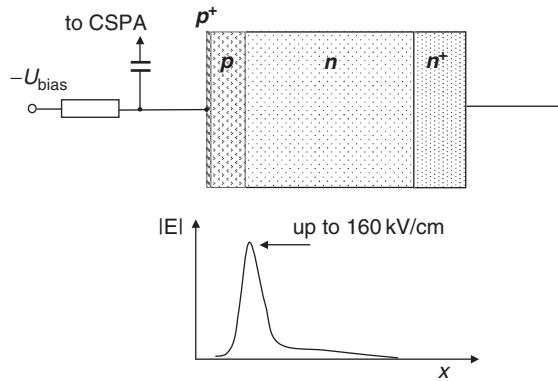 to CSPA
p+
−Ubias
p n n+
|E|
up to 160 kV/cm
x